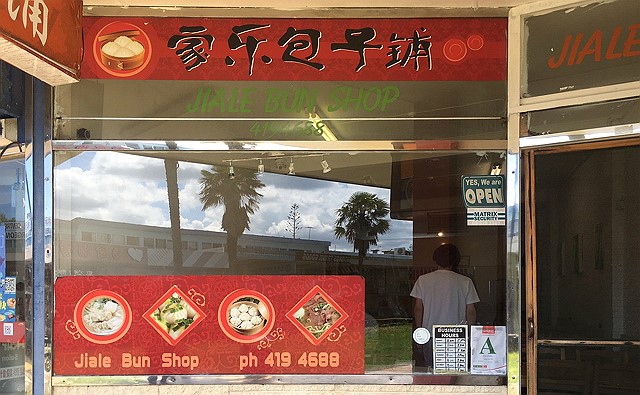 家乐包子铺
JIALE BUN SHOP
JIALE
YES, We are
OPEN
MATRIX
SECURITY
BUSINESS
HOURS
A
Jiale Bun Shop ph 419 4688